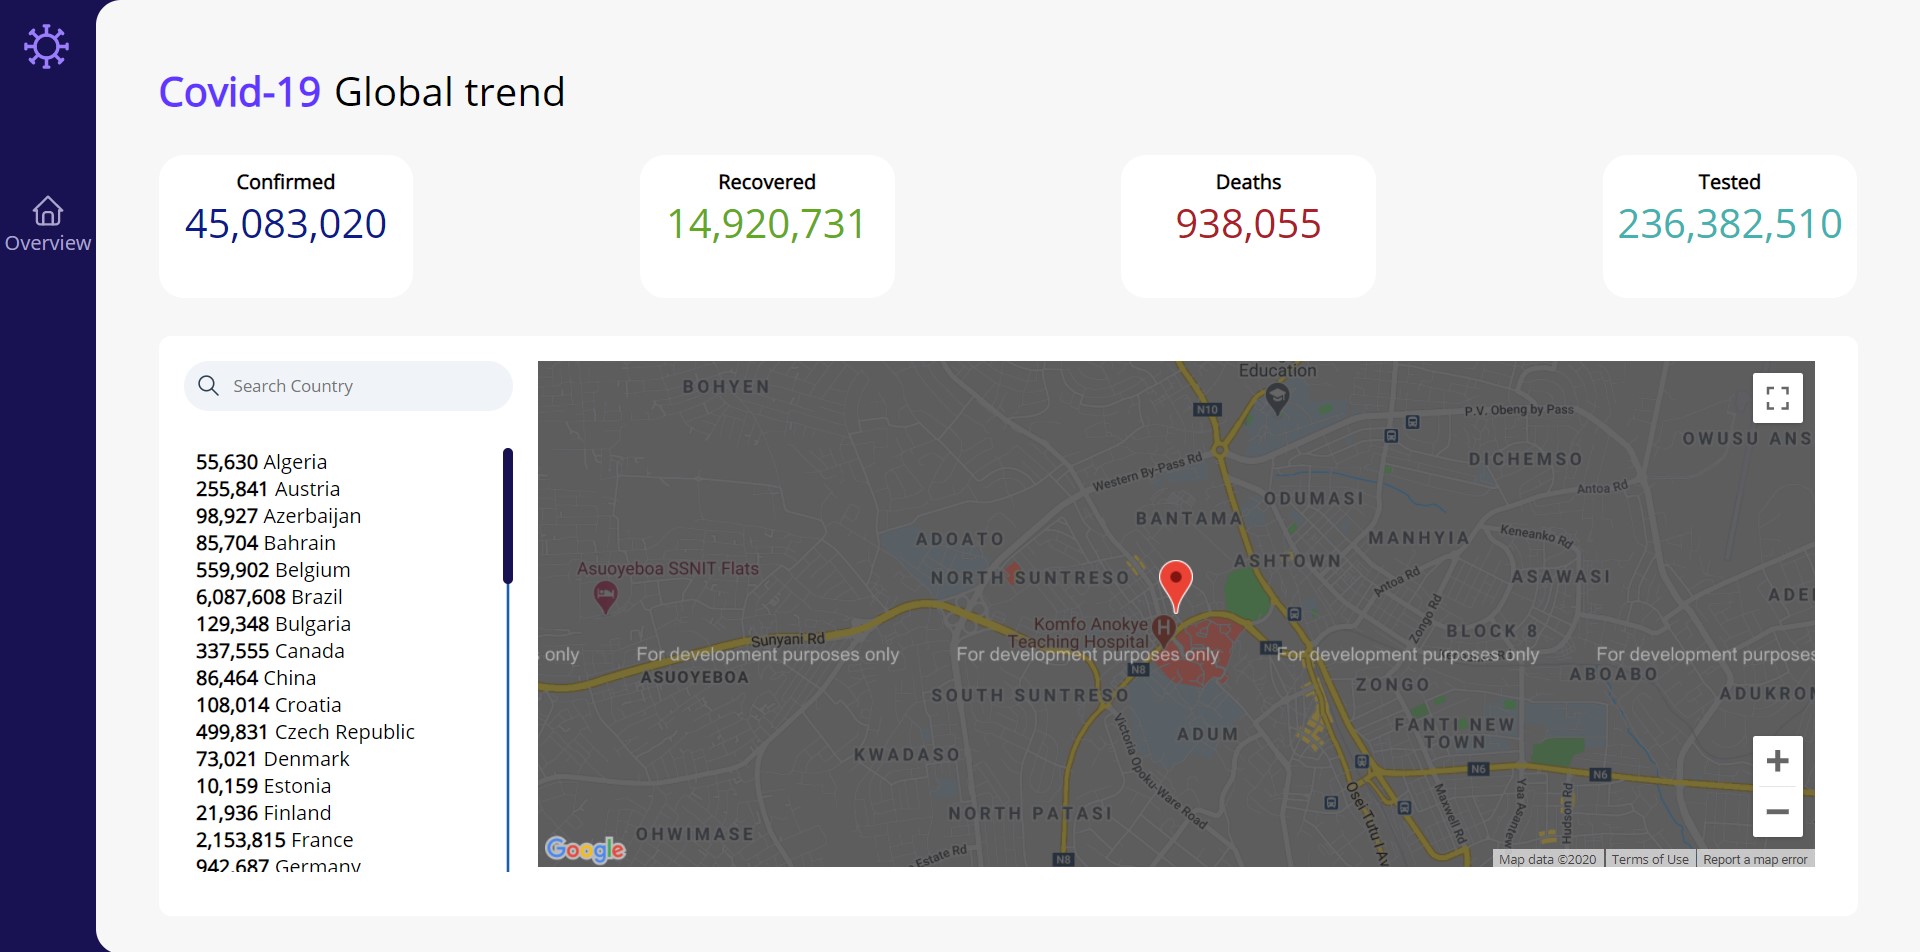 Covid-19 Global trend
Overview
Confirmed
45,083,020
Recovered
14,920,731
Deaths
938,055
Tested
236,382,510
Search Country
55,630 Algeria
255,841 Austria
98,927 Azerbaijan
85,704 Bahrain
559,902 Belgium
6,087,608 Brazil
129,348 Bulgaria
337,555 Canada
86,464 China
108,014 Croatia
499,831 Czech Republic
73,021 Denmark
10,159 Estonia
21,936 Finland
2,153,815 France
942,687 Germany
Education
BOHYEN
N10
P.V. Obeng by Pass
OWUSU ANS
DICHEMSO
Western By-Pass Rd
Antoa Rd
ODUMASI
BANTAMA
Keneanko Rd
MANHYIA
ADOATO
ASHTOWN
Asuoyeboa SSNIT Flats
NORTH SUNTRESO
Antoa Rd
ASAWASI
ADE
Zongo Rd
Komfo Anokye
Teaching Hospital
H
BLOCK 8
Sunyani Rd
N8
only
For development purposes only
For development purposes only
For development purposes only
For development purposes
N8
ASUOYEBOA
ZONGO
ABOABO
SOUTH SUNTRESO
ADUKRO
Victoria Opoku-Ware Road
ADUM
FANTI NEW
TOWN
KWADASO
N6
N6
Osei Tutu I Av
Maxwell Rd
Yaa Asantew
Hudson Rd
NORTH PATASI
OHWIMASE
Estate Rd
N8
Google
Map data ©2020
Terms of Use
Report a map error